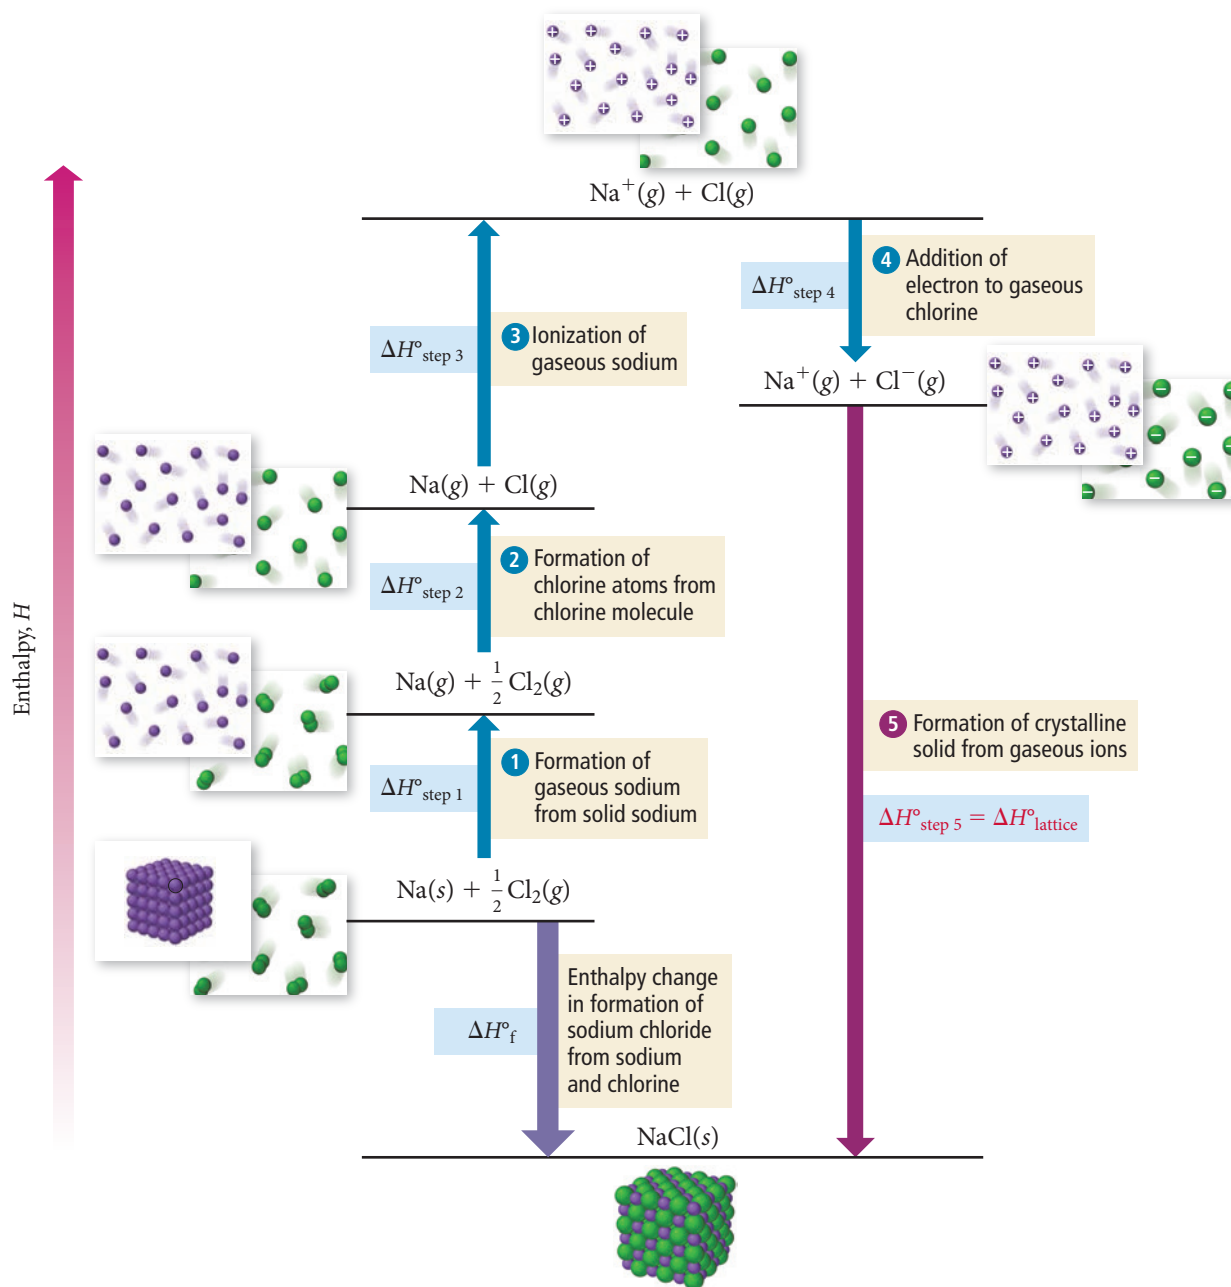 Na⁺(g) + Cl(g)
4 Addition of
electron to gaseous
chlorine
ΔH°step 4
3 Ionization of
gaseous sodium
ΔH°step 3
Na⁺(g) + Cl⁻(g)
Na(g) + Cl(g)
2 Formation of
chlorine atoms from
chlorine molecule
ΔH°step 2
Enthalpy, H
Na(g) + 1/2 Cl₂(g)
5 Formation of crystalline
solid from gaseous ions
1 Formation of
gaseous sodium
from solid sodium
ΔH°step 1
ΔH°step 5 = ΔH°lattice
Na(s) + 1/2 Cl₂(g)
Enthalpy change
in formation of
sodium chloride
from sodium
and chlorine
ΔH°f
NaCl(s)